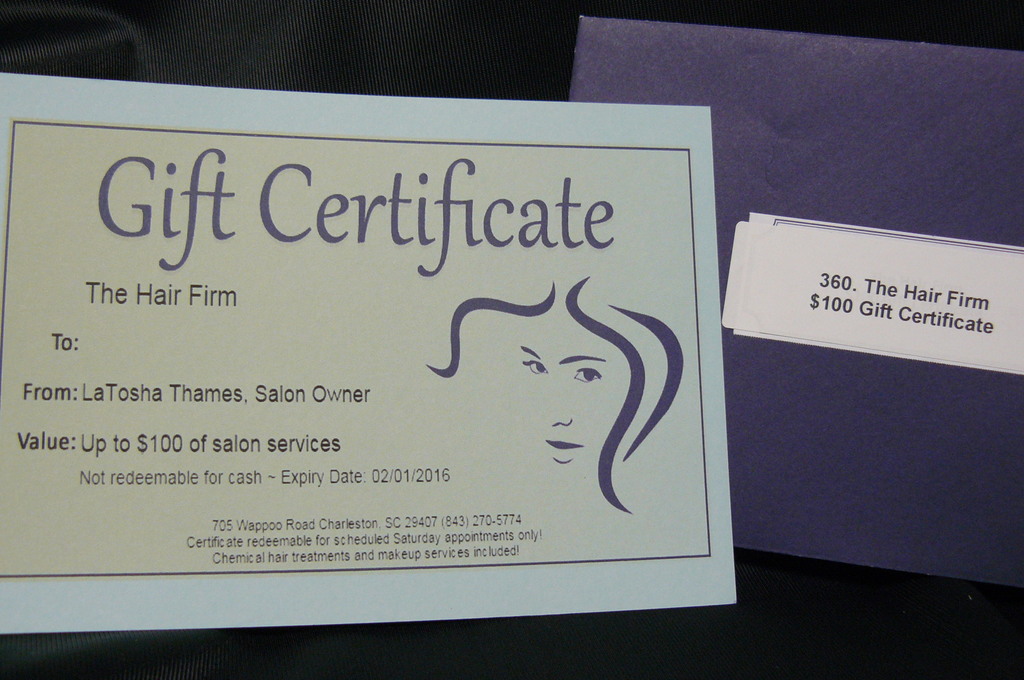 Gift Certificate
The Hair Firm
To:
From: LaTosha Thames, Salon Owner
Value: Up to $100 of salon services
Not redeemable for cash ~ Expiry Date: 02/01/2016
705 Wappoo Road Charleston, SC 29407 (843) 270-5774
Certificate redeemable for scheduled Saturday appointments only!
Chemical hair treatments and makeup services included!
360. The Hair Firm
$100 Gift Certificate